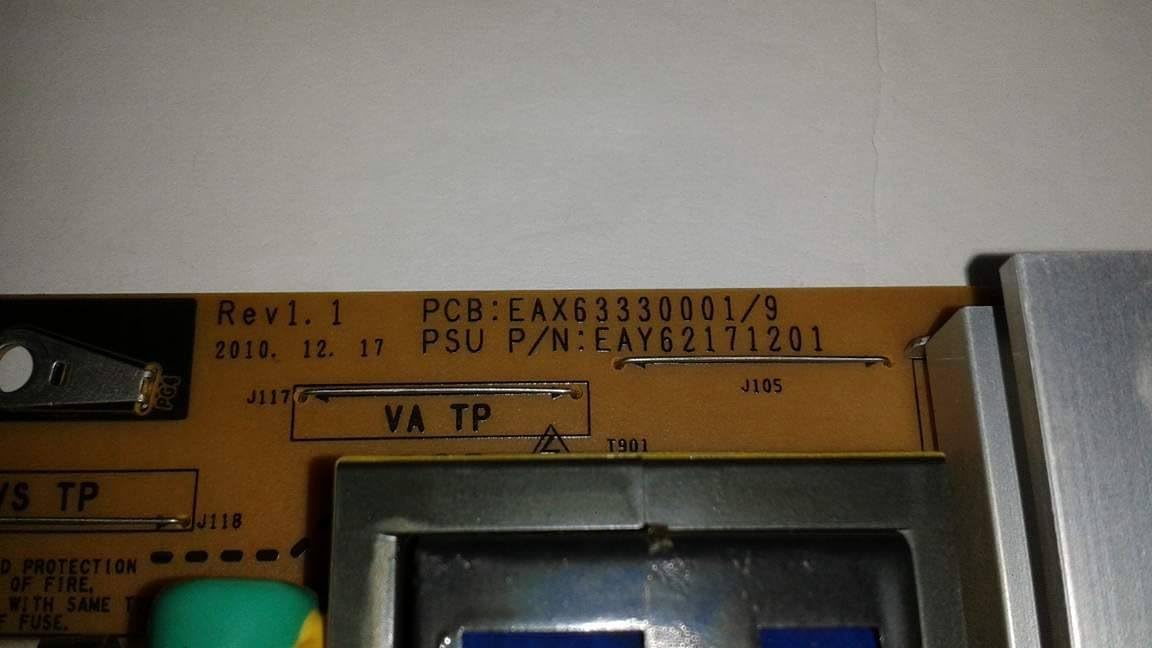 Rev1.1 PCB:EAX63330001/9
2010. 12. 17 PSU P/N:EAY62171201
PGJ
J117
J105
VA TP
T901
VS TP
J118
D PROTECTION
OF FIRE,
WITH SAME T
F FUSE.